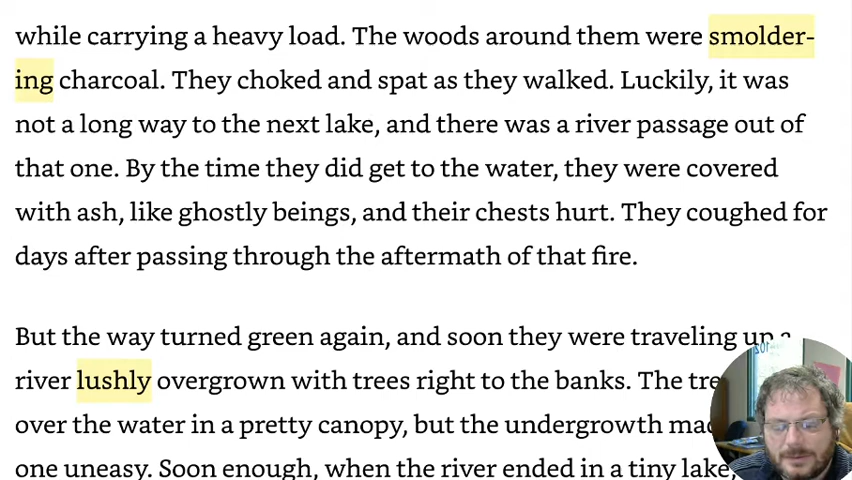 while carrying a heavy load. The woods around them were smolder-
ing charcoal. They choked and spat as they walked. Luckily, it was
not a long way to the next lake, and there was a river passage out of
that one. By the time they did get to the water, they were covered
with ash, like ghostly beings, and their chests hurt. They coughed for
days after passing through the aftermath of that fire.
But the way turned green again, and soon they were traveling up a
river lushly overgrown with trees right to the banks. The
over the water in a pretty canopy, but the undergrowth
one uneasy. Soon enough, when the river ended in a tiny lake,